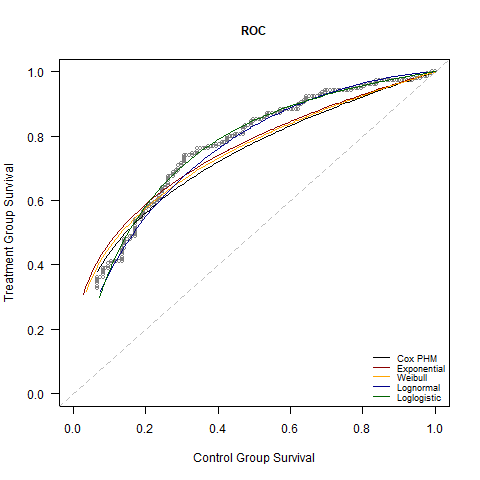 ROC
Treatment Group Survival
1.0
0.8
0.6
0.4
0.2
0.0
Cox PHM
Exponential
Weibull
Lognormal
Loglogistic
0.0 0.2 0.4 0.6 0.8 1.0
Control Group Survival